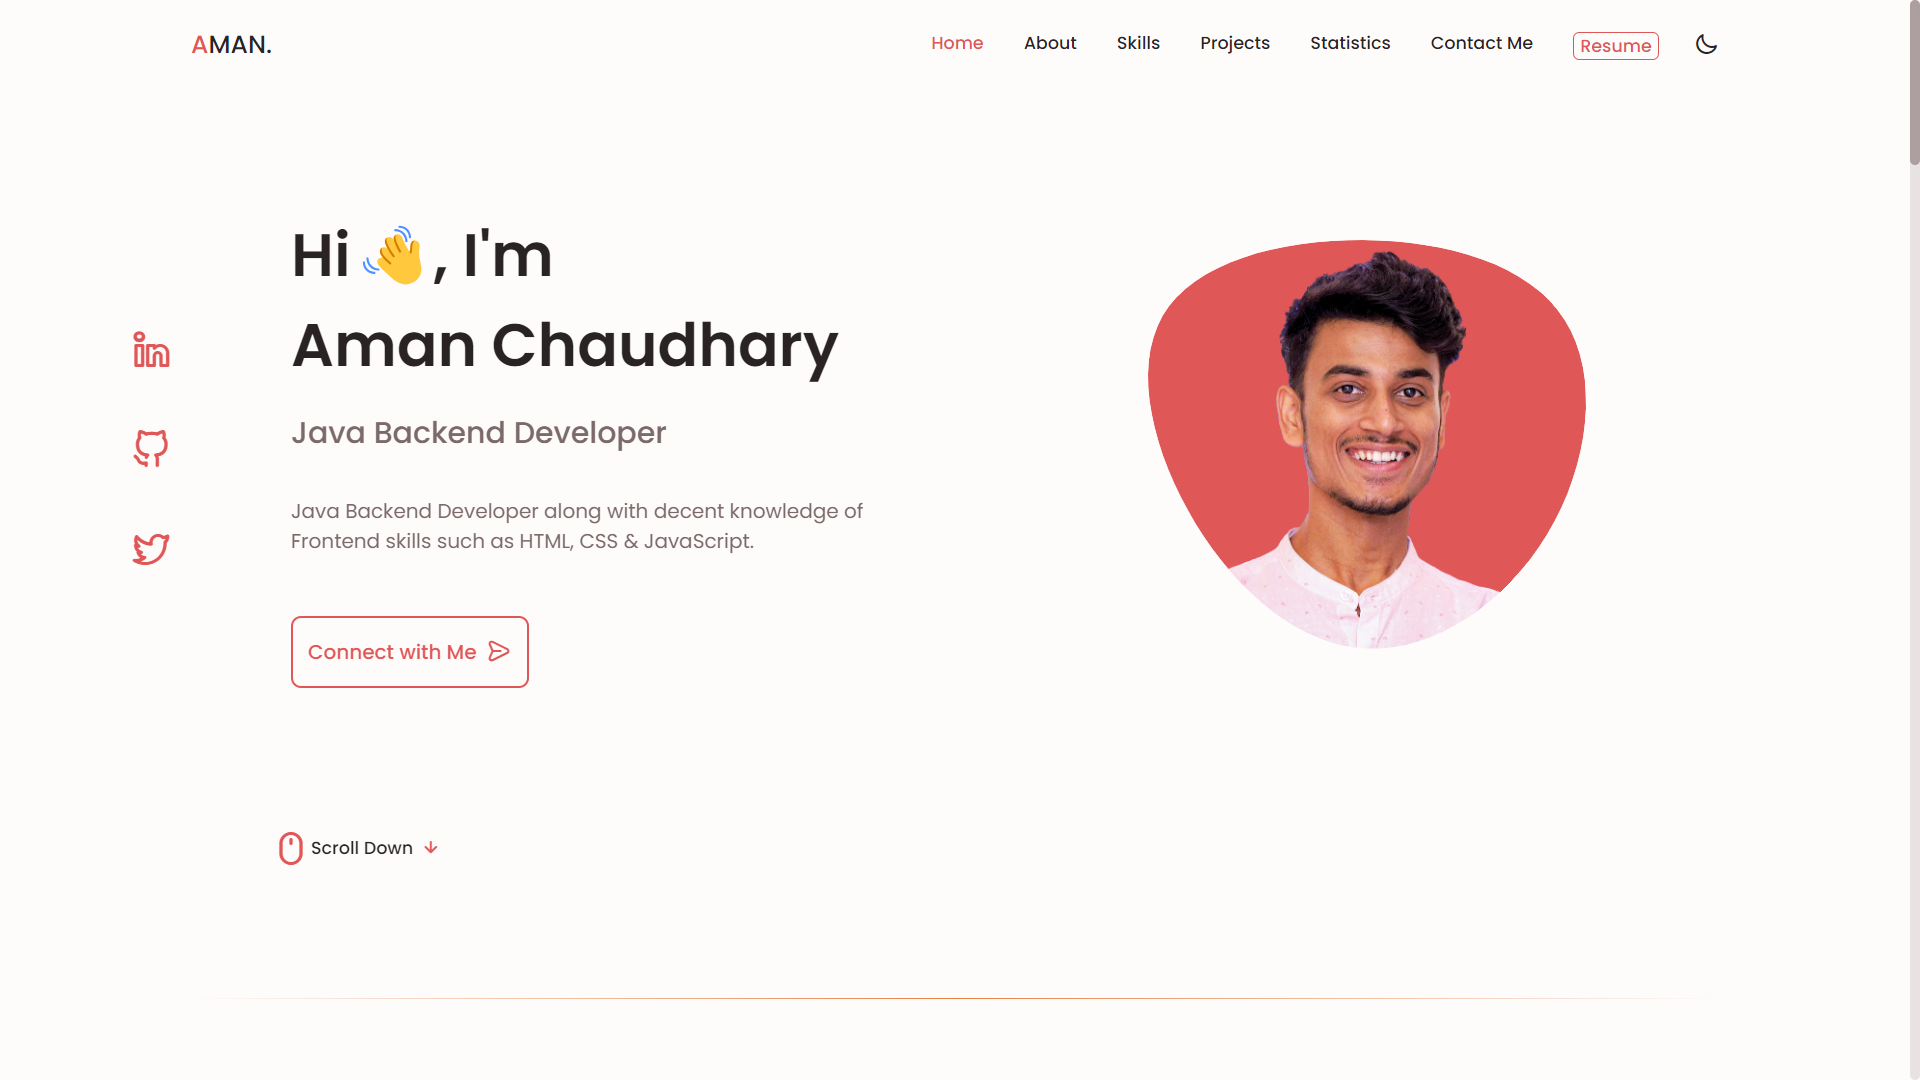 AMAN.
Home About Skills Projects Statistics Contact Me Resume
Hi 👋, I'm
Aman Chaudhary
Java Backend Developer
Java Backend Developer along with decent knowledge of
Frontend skills such as HTML, CSS & JavaScript.
Connect with Me
Scroll Down